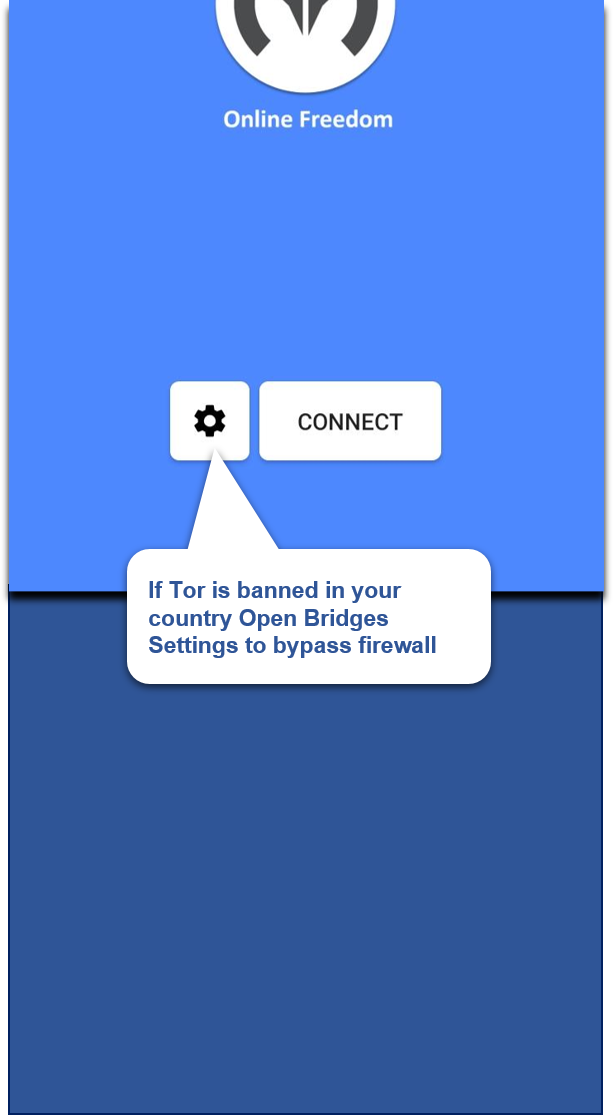 Online Freedom
CONNECT
If Tor is banned in your
country Open Bridges
Settings to bypass firewall